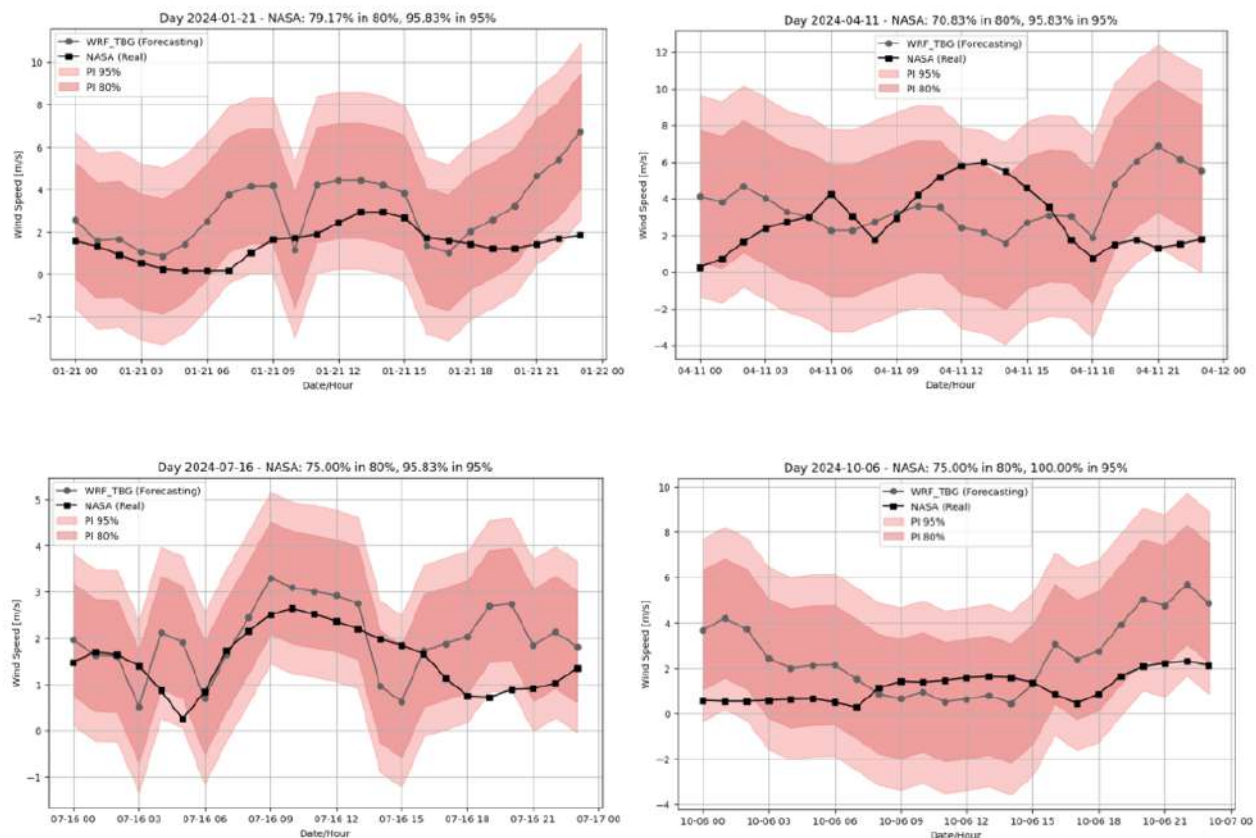 Day 2024-01-21 - NASA: 79.17% in 80%, 95.83% in 95%
WRF_TBG (Forecasting)
NASA (Real)
PI 95%
PI 80%
10
8
6
4
2
0
−2
Wind Speed [m/s]
01-21 00 01-21 03 01-21 06 01-21 09 01-21 12 01-21 15 01-21 18 01-21 21 01-22 00
Date/Hour
Day 2024-04-11 - NASA: 70.83% in 80%, 95.83% in 95%
WRF_TBG (Forecasting)
NASA (Real)
PI 95%
PI 80%
12
10
8
6
4
2
0
−2
−4
Wind Speed [m/s]
04-11 00 04-11 03 04-11 06 04-11 09 04-11 12 04-11 15 04-11 18 04-11 21 04-12 00
Date/Hour
Day 2024-07-16 - NASA: 75.00% in 80%, 95.83% in 95%
WRF_TBG (Forecasting)
NASA (Real)
PI 95%
PI 80%
5
4
3
2
1
0
−1
Wind Speed [m/s]
07-16 00 07-16 03 07-16 06 07-16 09 07-16 12 07-16 15 07-16 18 07-16 21 07-17 00
Date/Hour
Day 2024-10-06 - NASA: 75.00% in 80%, 100.00% in 95%
WRF_TBG (Forecasting)
NASA (Real)
PI 95%
PI 80%
10
8
6
4
2
0
−2
−4
Wind Speed [m/s]
10-06 00 10-06 03 10-06 06 10-06 09 10-06 12 10-06 15 10-06 18 10-06 21 10-07 00
Date/Hour